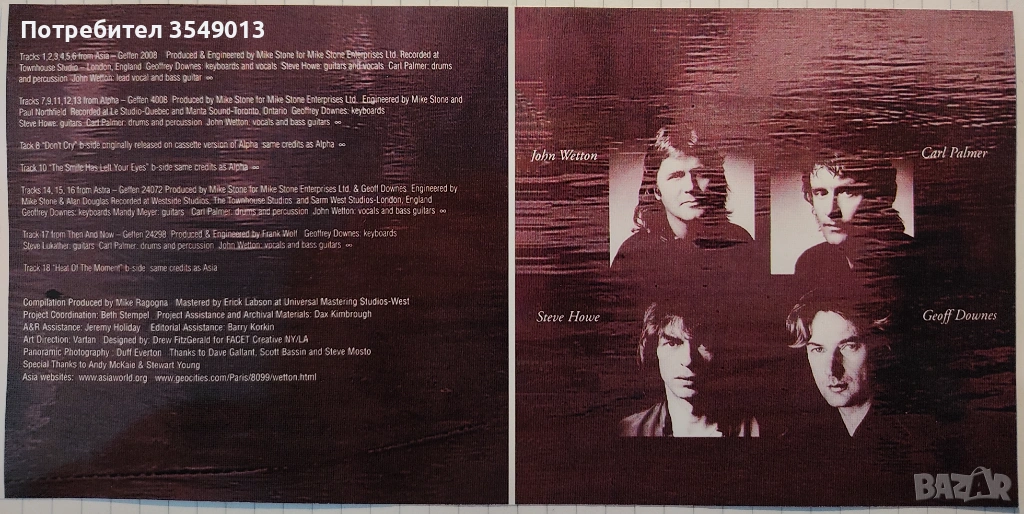 Потребител 3549013
Tracks 1,2,3,4,5,6 from Asia – Geffen 2008 Produced & Engineered by Mike Stone for Mike Stone Enterprises Ltd. Recorded at
Townhouse Studio – London, England Geoffrey Downes: keyboards and vocals Steve Howe: guitars and vocals Carl Palmer: drums
and percussion John Wetton: lead vocal and bass guitar ∞
Tracks 7,9,11,12,13 from Alpha – Geffen 4008 Produced by Mike Stone for Mike Stone Enterprises Ltd. Engineered by Mike Stone and
Paul Northfield Recorded at Le Studio-Quebec and Manta Sound-Toronto, Ontario Geoffrey Downes: keyboards
Steve Howe: guitars Carl Palmer: drums and percussion John Wetton: vocals and bass guitars ∞
Tack 8 "Don't Cry" b-side originally released on cassette version of Alpha same credits as Alpha ∞
Track 10 "The Smile Has Left Your Eyes" b-side same credits as Alpha ∞
Tracks 14, 15, 16 from Astra – Geffen 24072 Produced by Mike Stone for Mike Stone Enterprises Ltd. & Geoff Downes. Engineered by
Mike Stone & Alan Douglas Recorded at Westside Studios, The Townhouse Studios and Sarm West Studios-London, England
Geoffrey Downes: keyboards Mandy Meyer: guitars Carl Palmer: drums and percussion John Wetton: vocals and bass guitars ∞
Track 17 from Then And Now – Geffen 24298 Produced & Engineered by Frank Wolf Geoffrey Downes: keyboards
Steve Lukather: guitars Carl Palmer: drums and percussion John Wetton: vocals and bass guitars ∞
Track 18 "Heat Of The Moment" b-side same credits as Asia
Compilation Produced by Mike Ragogna Mastered by Erick Labson at Universal Mastering Studios-West
Project Coordination: Beth Stempel Project Assistance and Archival Materials: Dax Kimbrough
A&R Assistance: Jeremy Holiday Editorial Assistance: Barry Korkin
Art Direction: Vartan Designed by: Drew FitzGerald for FACET Creative NY/LA
Panoramic Photography : Duff Everton Thanks to Dave Gallant, Scott Bassin and Steve Mosto
Special Thanks to Andy McKaie & Stewart Young
Asia websites: www.asiaworld.org www.geocities.com/Paris/8099/wetton.html
John Wetton
Carl Palmer
Steve Howe
Geoff Downes
BAZAR